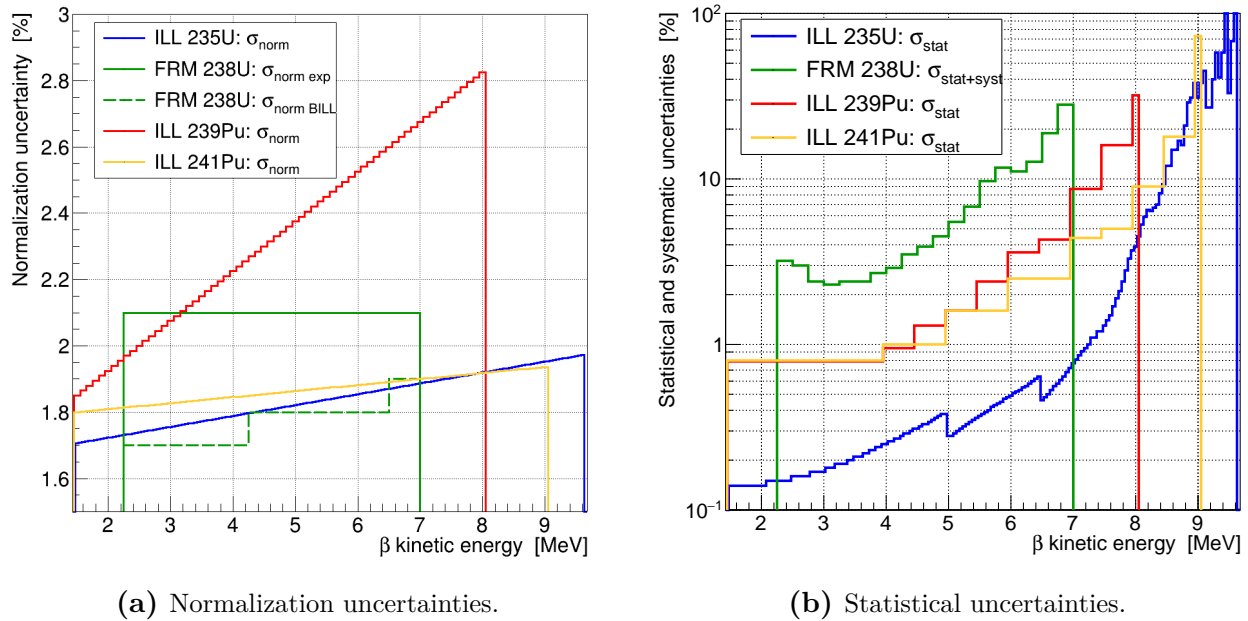 Normalization uncertainty [%]
3
2.8
2.6
2.4
2.2
2
1.8
1.6
ILL 235U: σnorm
FRM 238U: σnorm exp
FRM 238U: σnorm BILL
ILL 239Pu: σnorm
ILL 241Pu: σnorm
2 3 4 5 6 7 8 9
β kinetic energy [MeV]
(a) Normalization uncertainties.
Statistical and systematic uncertainties [%]
10²
10
1
10⁻¹
ILL 235U: σstat
FRM 238U: σstat+syst
ILL 239Pu: σstat
ILL 241Pu: σstat
2 3 4 5 6 7 8 9
β kinetic energy [MeV]
(b) Statistical uncertainties.